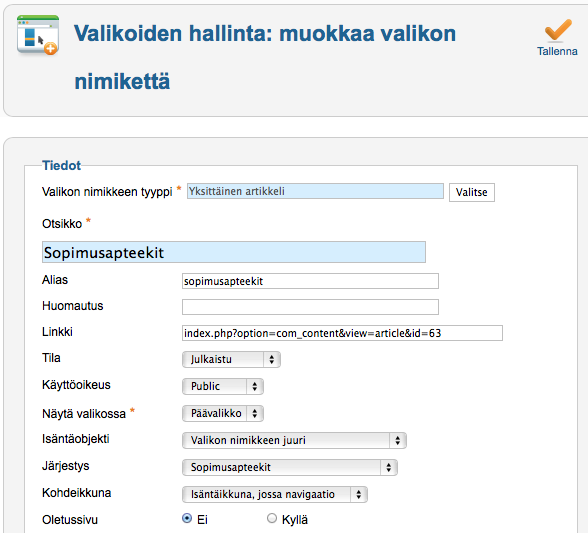 Valikoiden hallinta: muokkaa valikon
nimikettä
Tallenna
Tiedot
Valikon nimikkeen tyyppi * Yksittäinen artikkeli Valitse
Otsikko *
Sopimusapteekit
Alias sopimusapteekit
Huomautus
Linkki index.php?option=com_content&view=article&id=63
Tila Julkaistu
Käyttöoikeus Public
Näytä valikossa * Päävalikko
Isäntäobjekti Valikon nimikkeen juuri
Järjestys Sopimusapteekit
Kohdeikkuna Isäntäikkuna, jossa navigaatio
Oletussivu Ei Kyllä